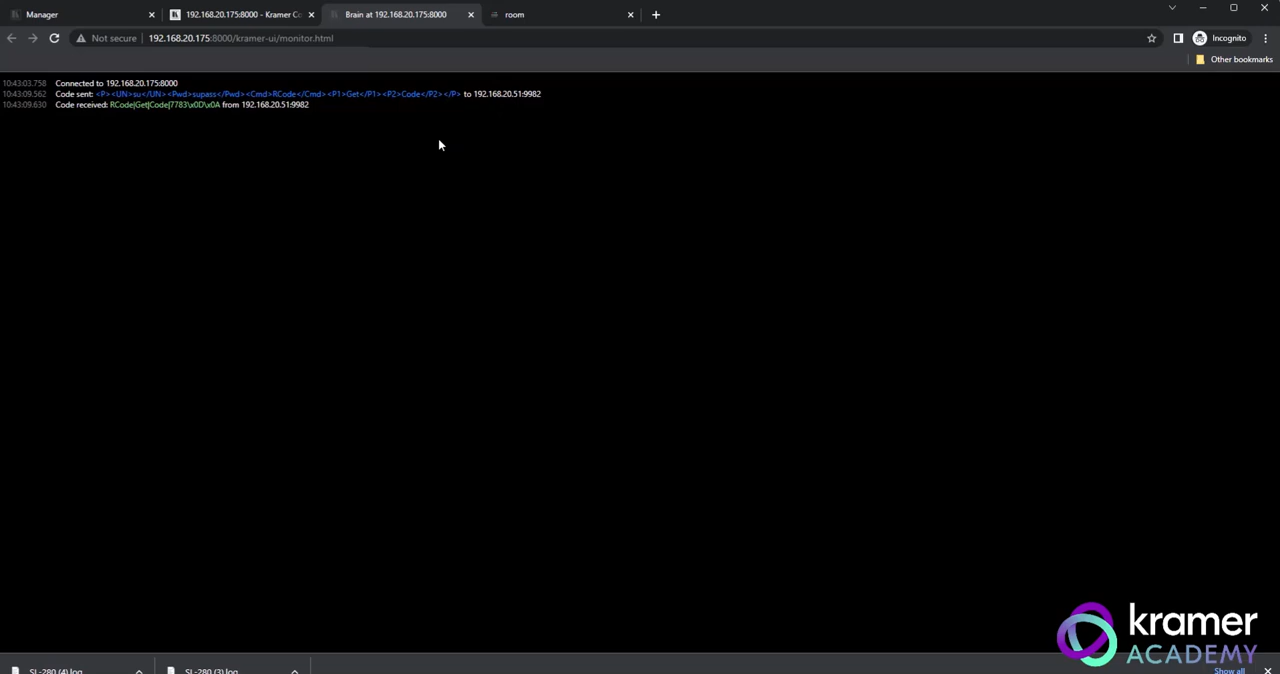 Manager
192.168.20.175:8000 - Kramer Co
Brain at 192.168.20.175:8000
room
Not secure
192.168.20.175:8000/kramer-ui/monitor.html
Incognito
Other bookmarks
10:43:03.758 Connected to 192.168.20.175:8000
10:43:09.562 Code sent: <P><UN>su</UN><Pwd>supass</Pwd><Cmd>RCode</Cmd><P1>Get</P1><P2>Code</P2></P> to 192.168.20.51:9982
10:43:09.630 Code received: RCode|Get|Code|7783\x0D\x0A from 192.168.20.51:9982
kramer
ACADEMY
SL-280 (4).log
SL-280 (3).log
Show all